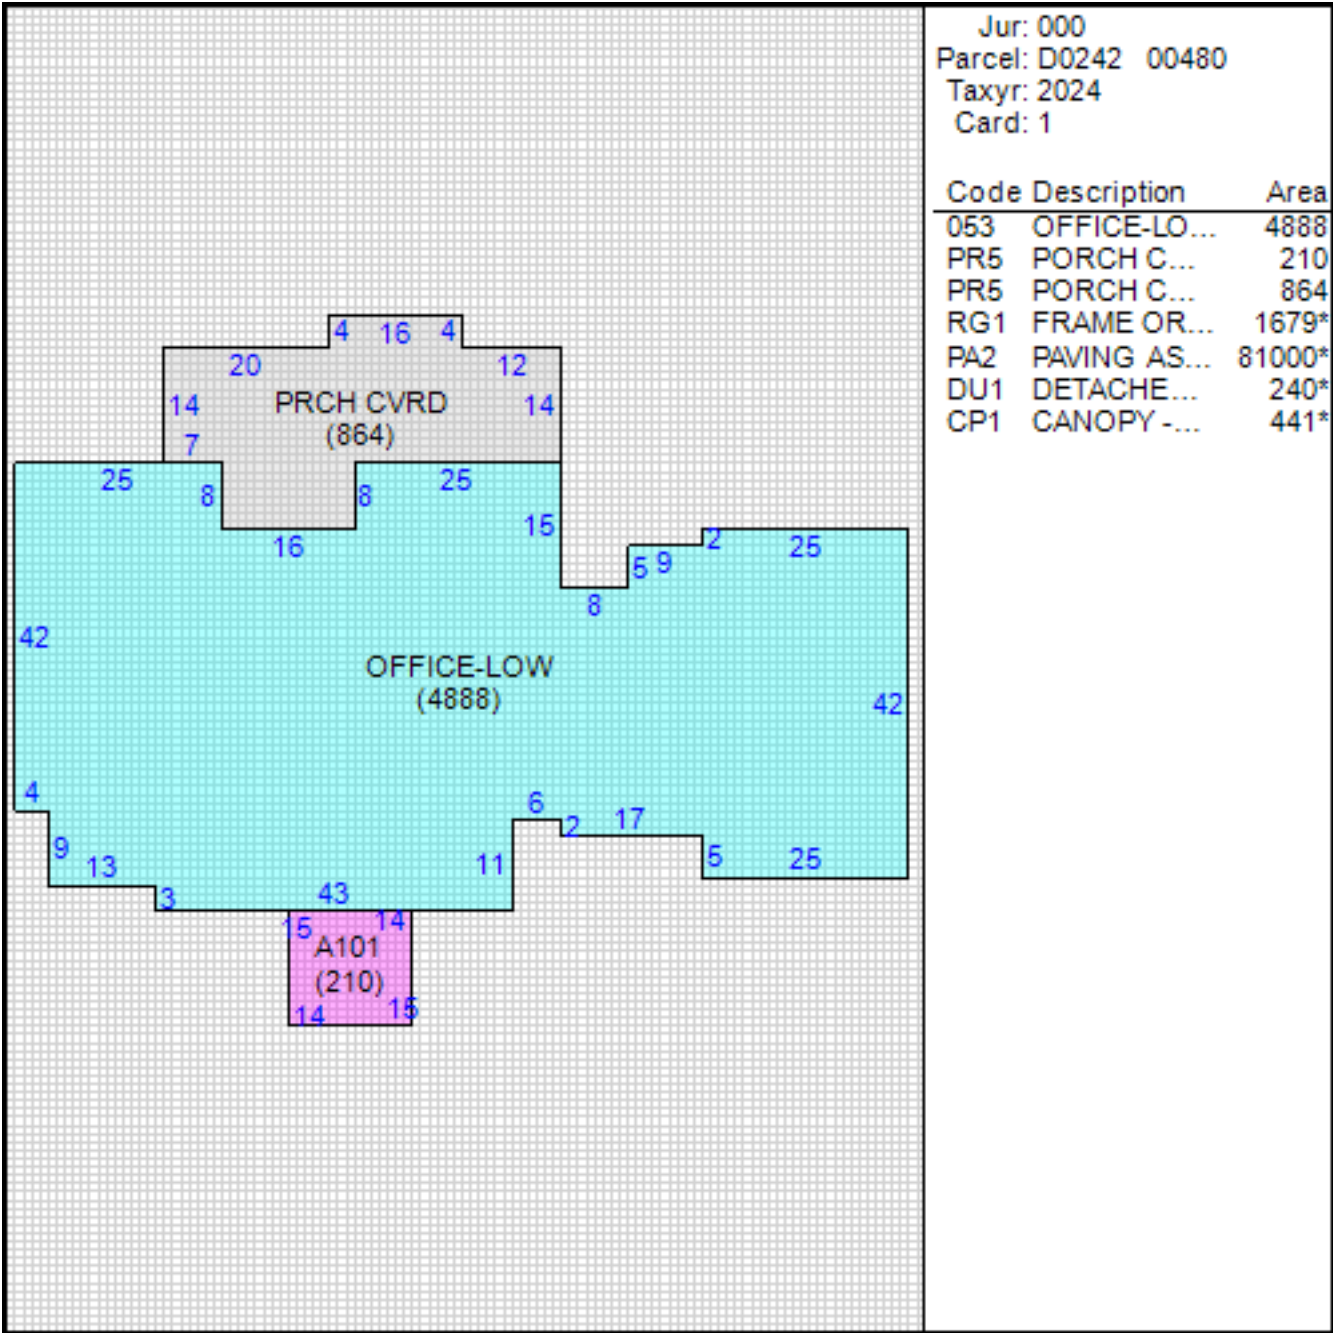 Jur: 000
Parcel: D0242 00480
Taxyr: 2024
Card: 1
Code Description Area
053 OFFICE-LO... 4888
PR5 PORCH C... 210
PR5 PORCH C... 864
RG1 FRAME OR... 1679*
PA2 PAVING AS... 81000*
DU1 DETACHE... 240*
CP1 CANOPY -... 441*
4 16 4
20 12
14 PRCH CVRD 14
(864)
7
25 8 8 25
15
16 2 25
5 9
8
42
OFFICE-LOW
(4888)
42
4 6
2 17
9 13 11 5 25
3 43
15 14
A101
(210)
14 15